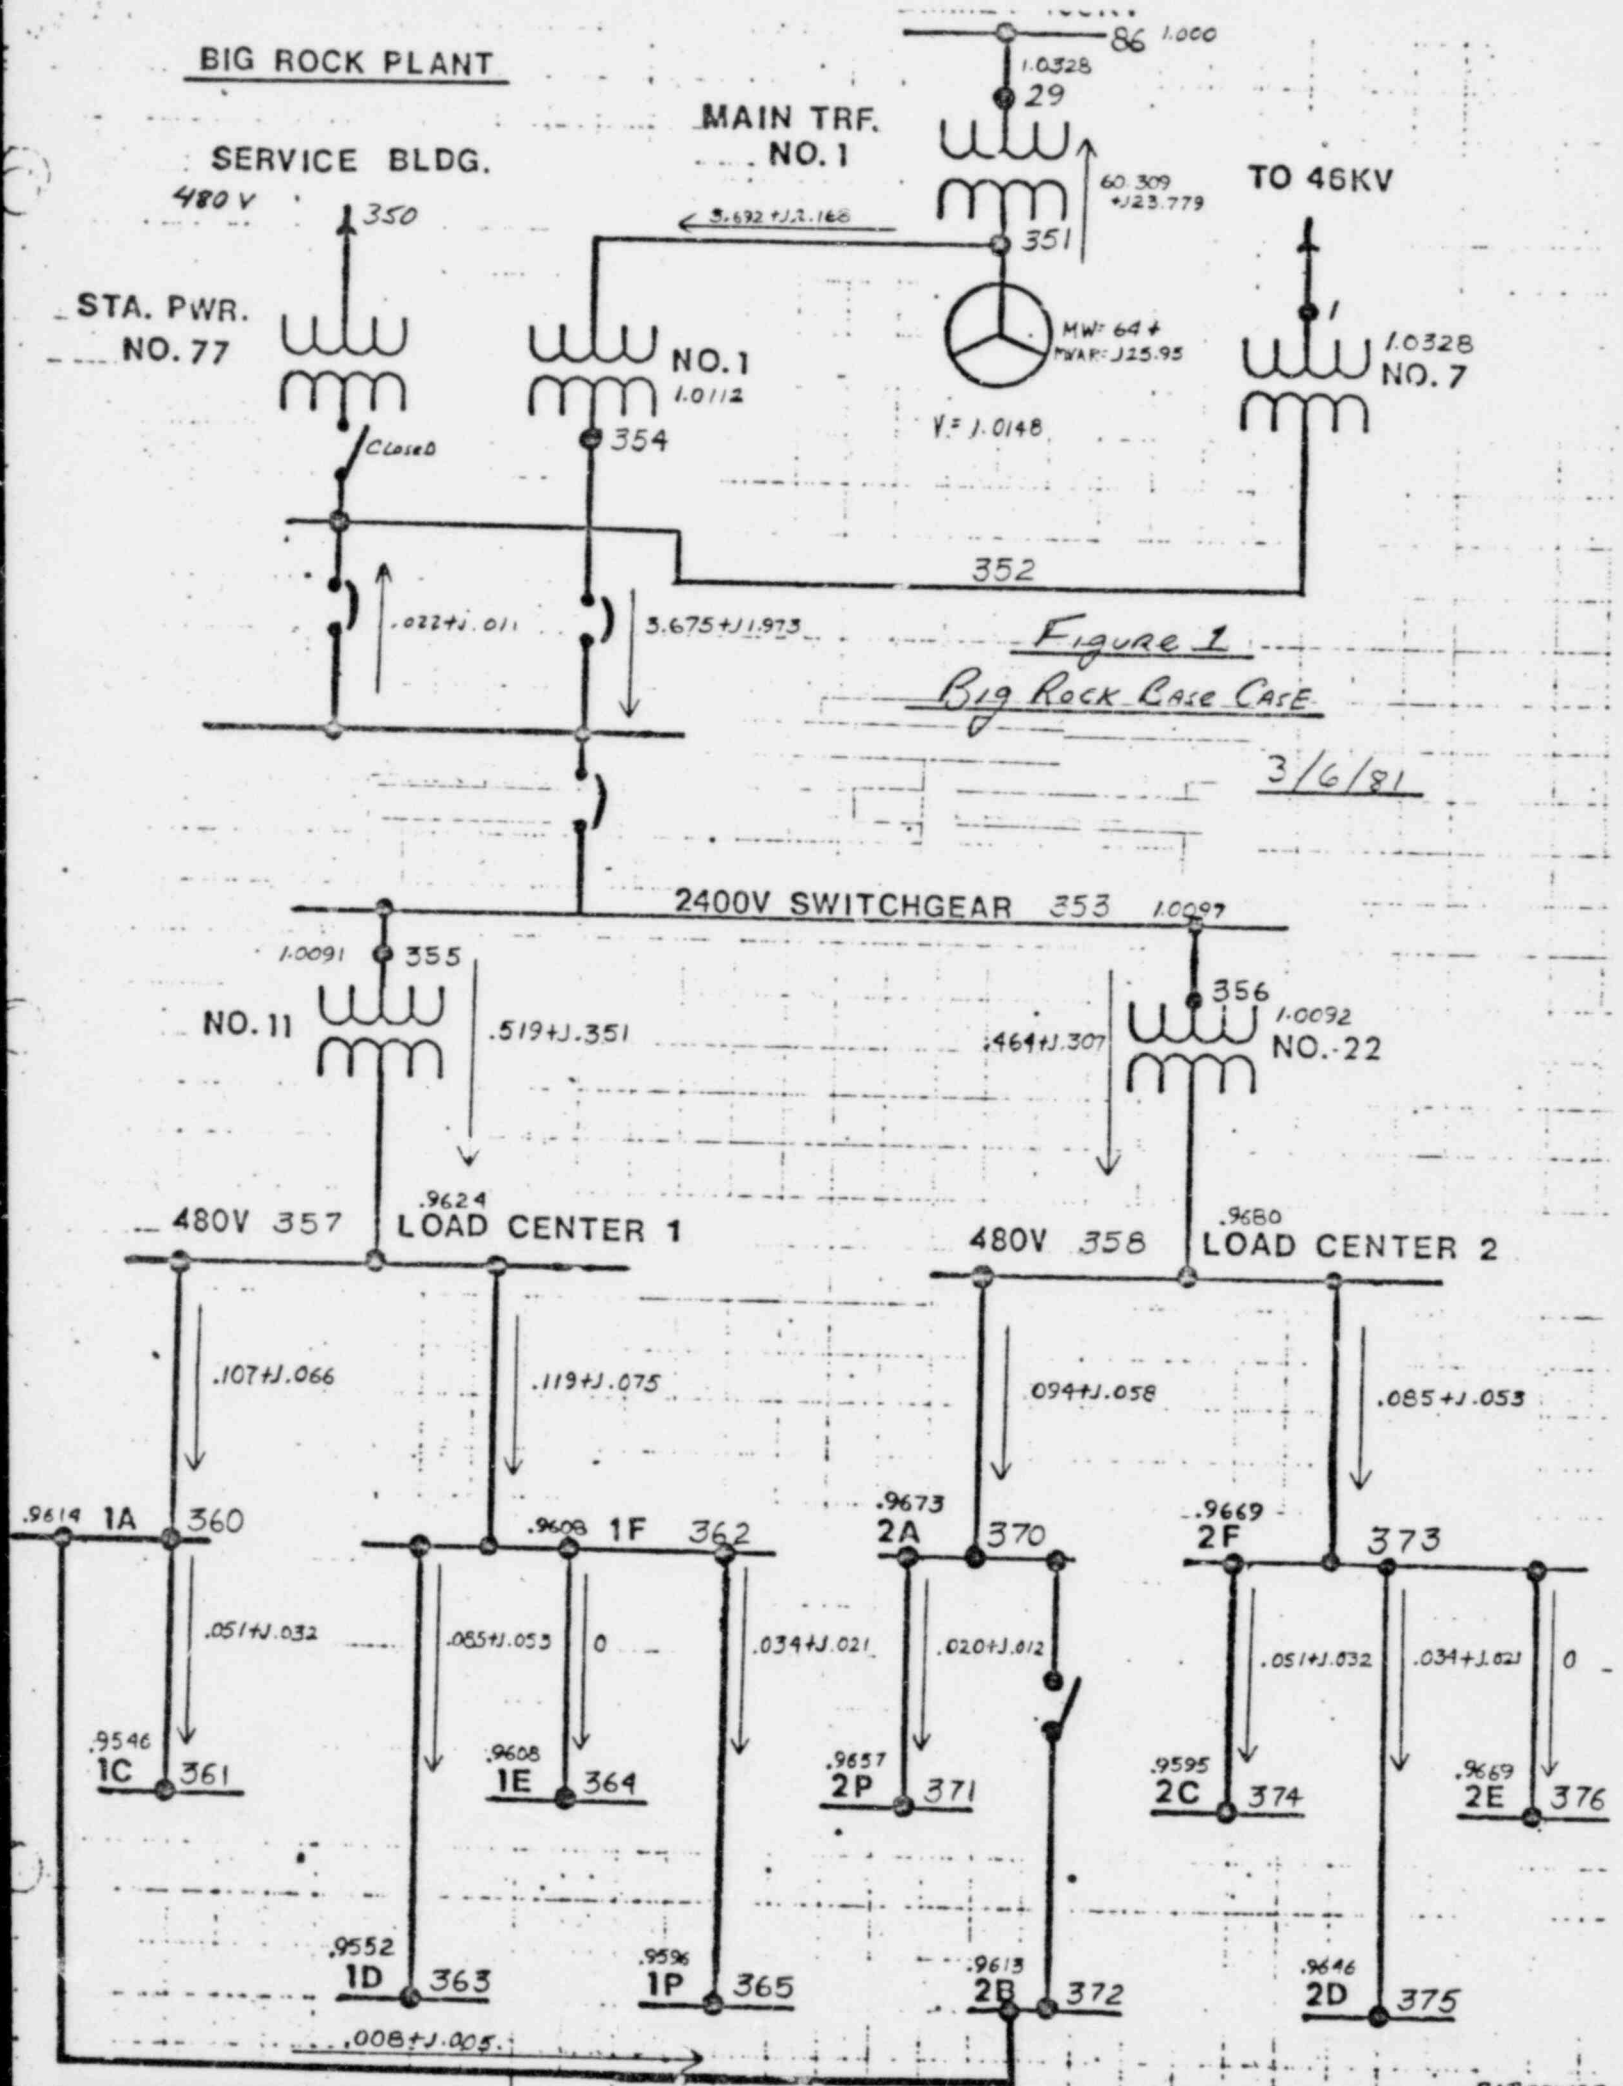 86 1.000
BIG ROCK PLANT
1.0328
29
MAIN TRF.
NO. 1
SERVICE BLDG.
480 V
350
60.309
+J23.779
TO 46KV
3.692+J2.168
351
STA. PWR.
NO. 77
NO. 1
1.0112
MW= 64 +
MVAR= J25.95
1
1.0328
NO. 7
V= 1.0148
CLOSED
354
352
.022+J.011
3.675+J1.973
Figure 1
Big Rock Base Case
3/6/81
2400V SWITCHGEAR 353 1.0097
1.0091 355
356
NO. 11
.519+J.351
.464+J.307
1.0092
NO. 22
.9624
480V 357 LOAD CENTER 1
.9680
480V 358 LOAD CENTER 2
.107+J.066
.119+J.075
.094+J.058
.085+J.053
.9614 1A 360
.9608 1F 362
.9673
2A 370
.9669
2F 373
.051+J.032
.085+J.053
0
.034+J.021
.020+J.012
.051+J.032
.034+J.021
0
.9546
1C 361
.9608
1E 364
.9657
2P 371
.9595
2C 374
.9669
2E 376
.9552
1D 363
.9596
1P 365
.9613
2B 372
.9646
2D 375
.008+J.005